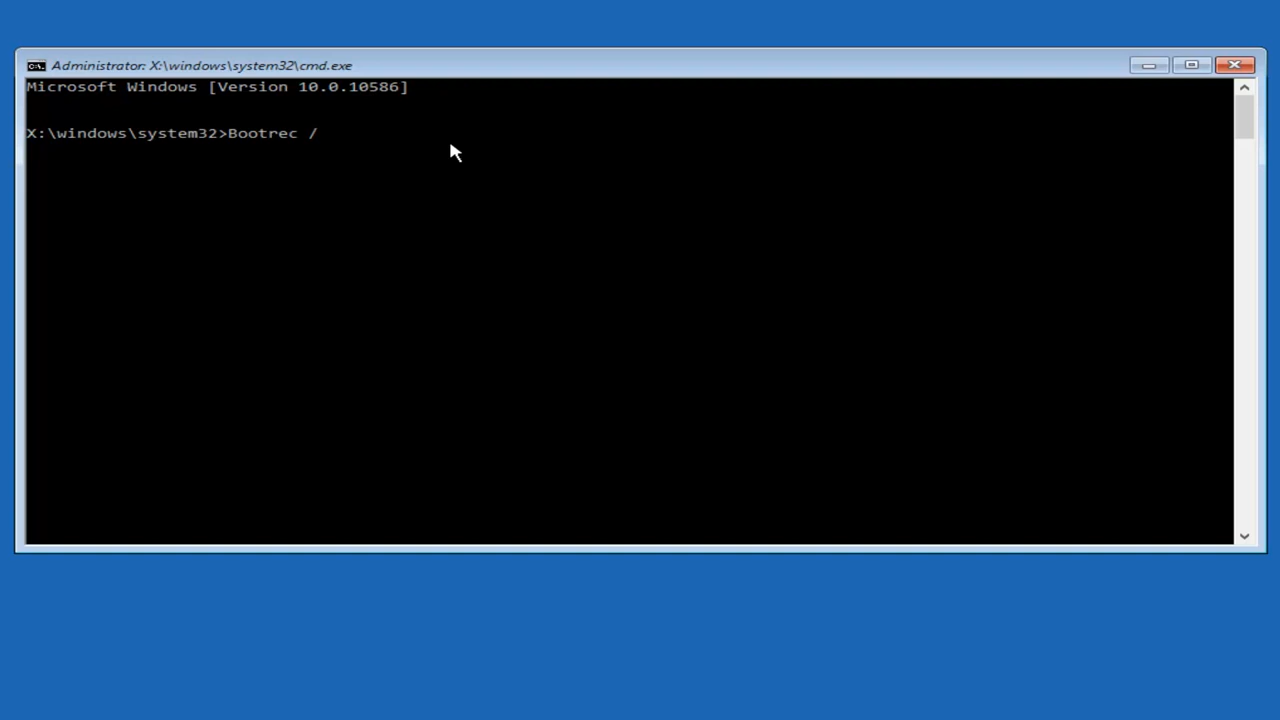 Administrator: X:\windows\system32\cmd.exe
Microsoft Windows [Version 10.0.10586]
X:\windows\system32>Bootrec /